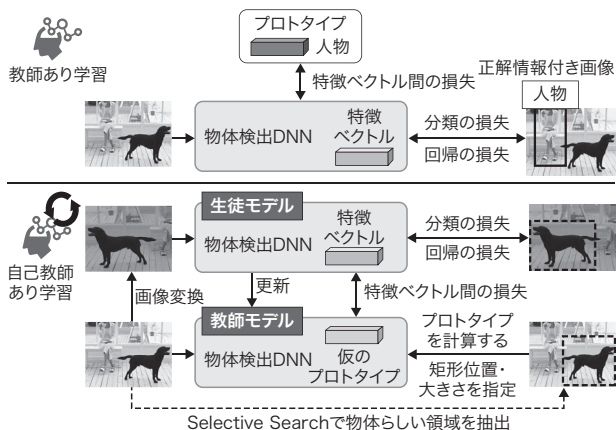 プロトタイプ
人物
教師あり学習
特徴ベクトル間の損失
正解情報付き画像
人物
物体検出DNN
特徴
ベクトル
分類の損失
回帰の損失
生徒モデル
物体検出DNN
特徴
ベクトル
分類の損失
回帰の損失
自己教師
あり学習
画像変換
更新
特徴ベクトル間の損失
教師モデル
物体検出DNN
仮の
プロトタイプ
プロトタイプ
を計算する
矩形位置・
大きさを指定
Selective Searchで物体らしい領域を抽出